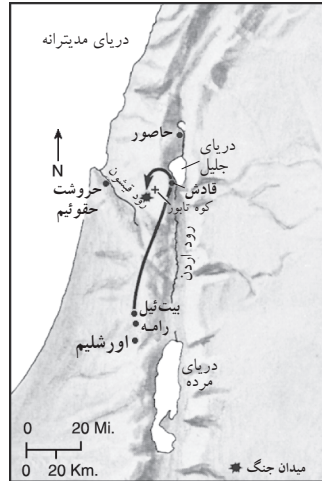 دریای مدیترانه
حاصور
دریای
جلیل
N
رود قیشون
حروشت
حقوئیم
قادش
کوه تابور
رود اردن
بیت‌ئیل
رامه
اورشلیم
دریای
مرده
0 20 Mi.
0 20 Km.
میدان جنگ